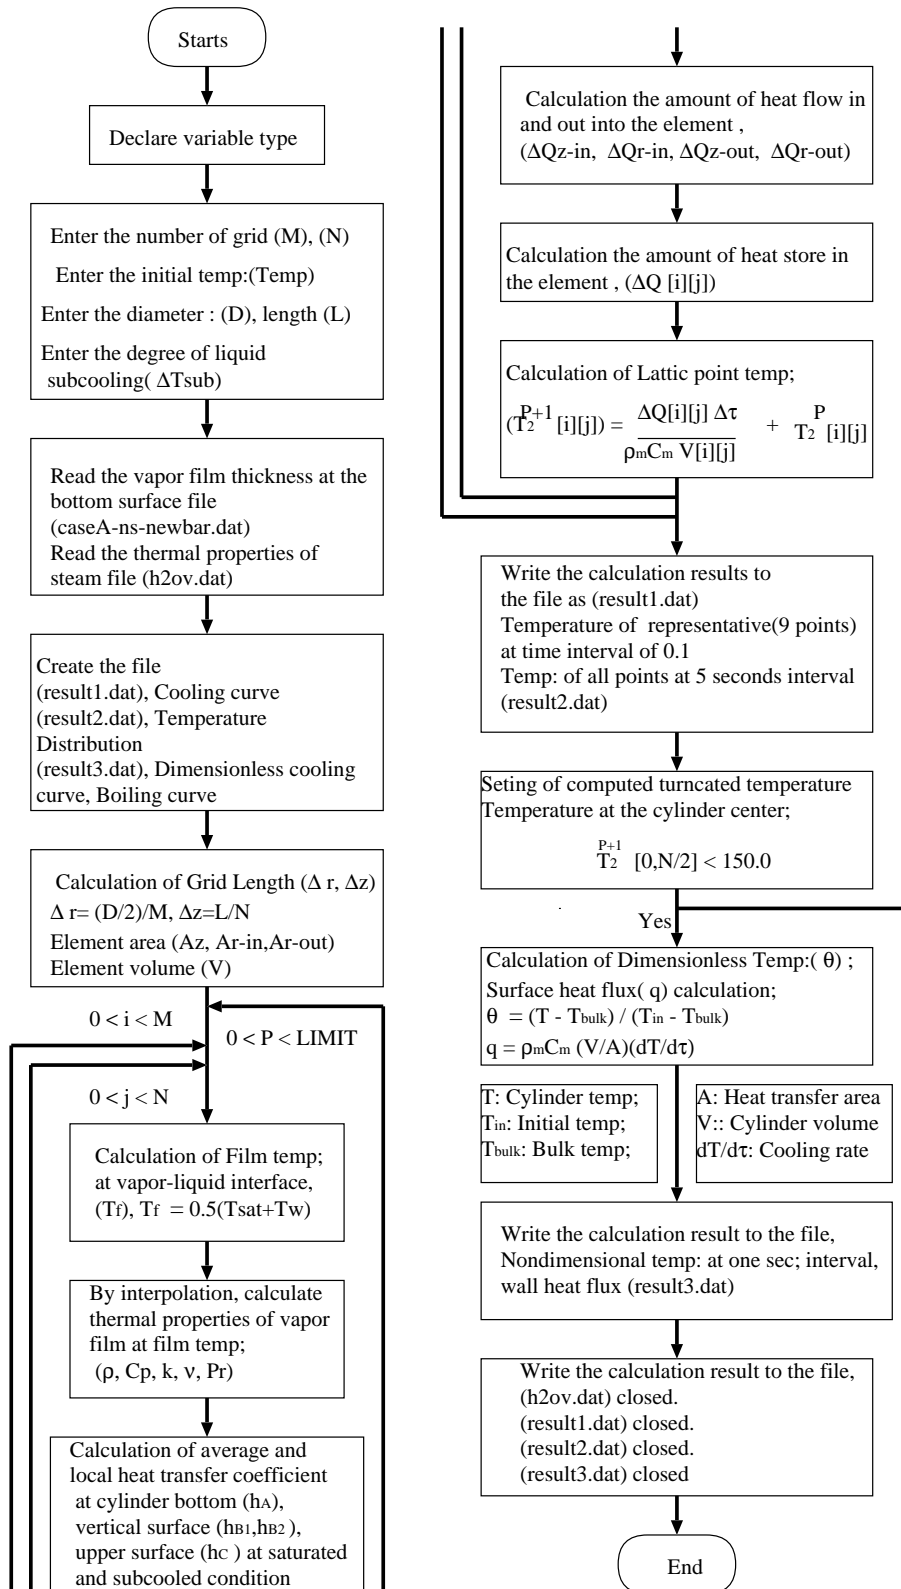 Starts
Declare variable type
Enter the number of grid (M), (N)
Enter the initial temp:(Temp)
Enter the diameter : (D), length (L)
Enter the degree of liquid
subcooling( ΔTsub)
Read the vapor film thickness at the
bottom surface file
(caseA-ns-newbar.dat)
Read the thermal properties of
steam file (h2ov.dat)
Create the file
(result1.dat), Cooling curve
(result2.dat), Temperature
Distribution
(result3.dat), Dimensionless cooling
curve, Boiling curve
Calculation of Grid Length (Δ r, Δz)
Δ r= (D/2)/M, Δz=L/N
Element area (Az, Ar-in,Ar-out)
Element volume (V)
0 < i < M
0 < P < LIMIT
0 < j < N
Calculation of Film temp;
at vapor-liquid interface,
(Tf), Tf = 0.5(Tsat+Tw)
By interpolation, calculate
thermal properties of vapor
film at film temp;
(ρ, Cp, k, ν, Pr)
Calculation of average and
local heat transfer coefficient
at cylinder bottom (hA),
vertical surface (hB1,hB2 ),
upper surface (hC ) at saturated
and subcooled condition
Calculation the amount of heat flow in
and out into the element ,
(ΔQz-in, ΔQr-in, ΔQz-out, ΔQr-out)
Calculation the amount of heat store in
the element , (ΔQ [i][j])
Calculation of Lattic point temp;
(T2 P+1 [i][j]) = ΔQ[i][j] Δτ / ρmCm V[i][j] + T2 P [i][j]
Write the calculation results to
the file as (result1.dat)
Temperature of representative(9 points)
at time interval of 0.1
Temp: of all points at 5 seconds interval
(result2.dat)
Seting of computed turncated temperature
Temperature at the cylinder center;
T2 P+1 [0,N/2] < 150.0
Yes
Calculation of Dimensionless Temp:( θ) ;
Surface heat flux( q) calculation;
θ = (T - Tbulk) / (Tin - Tbulk)
q = ρmCm (V/A)(dT/dτ)
T: Cylinder temp;
Tin: Initial temp;
Tbulk: Bulk temp;
A: Heat transfer area
V:: Cylinder volume
dT/dτ: Cooling rate
Write the calculation result to the file,
Nondimensional temp: at one sec; interval,
wall heat flux (result3.dat)
Write the calculation result to the file,
(h2ov.dat) closed.
(result1.dat) closed.
(result2.dat) closed.
(result3.dat) closed
End